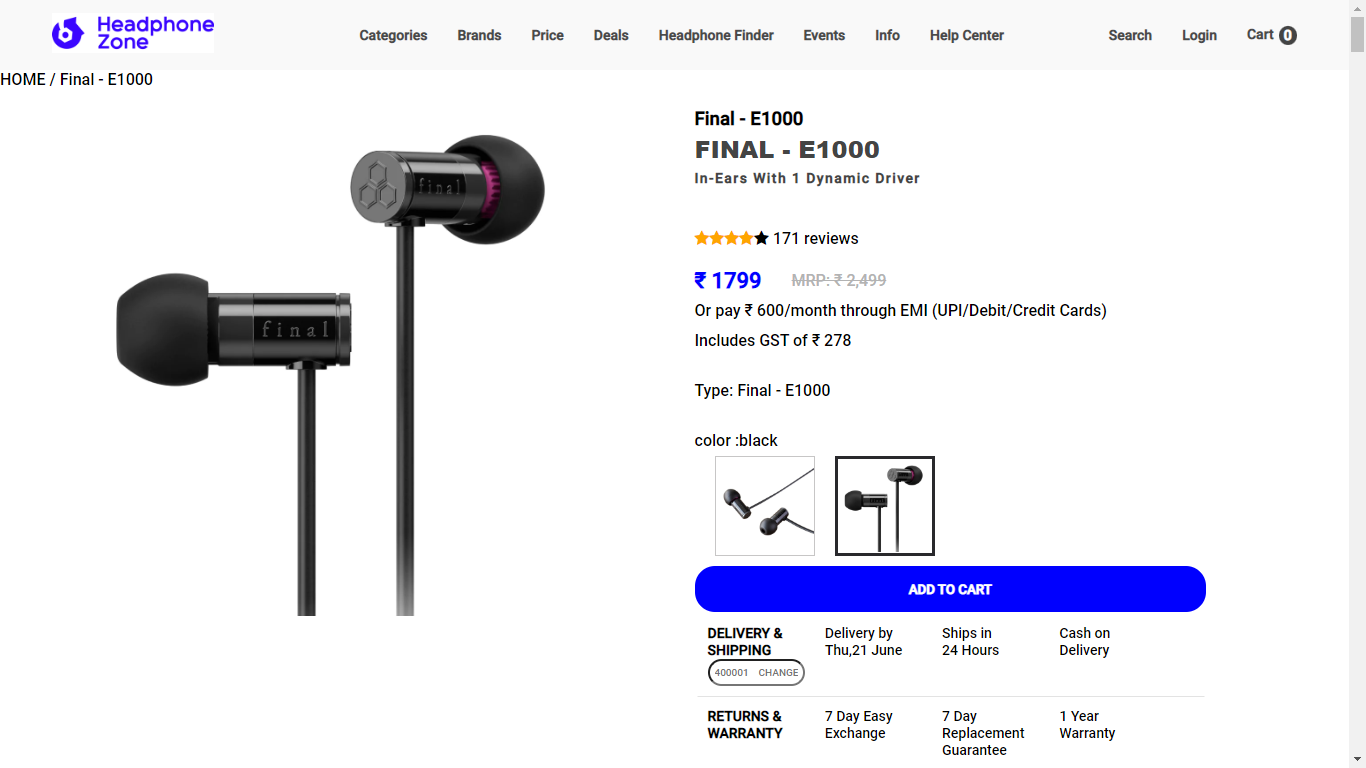 Headphone
Zone
Categories Brands Price Deals Headphone Finder Events Info Help Center Search Login Cart 0
HOME / Final - E1000
Final - E1000
FINAL - E1000
In-Ears With 1 Dynamic Driver
171 reviews
₹ 1799 MRP: ₹ 2,499
Or pay ₹ 600/month through EMI (UPI/Debit/Credit Cards)
Includes GST of ₹ 278
Type: Final - E1000
color :black
final
final
ADD TO CART
DELIVERY &
SHIPPING
400001 CHANGE
Delivery by
Thu,21 June
Ships in
24 Hours
Cash on
Delivery
RETURNS &
WARRANTY
7 Day Easy
Exchange
7 Day
Replacement
Guarantee
1 Year
Warranty